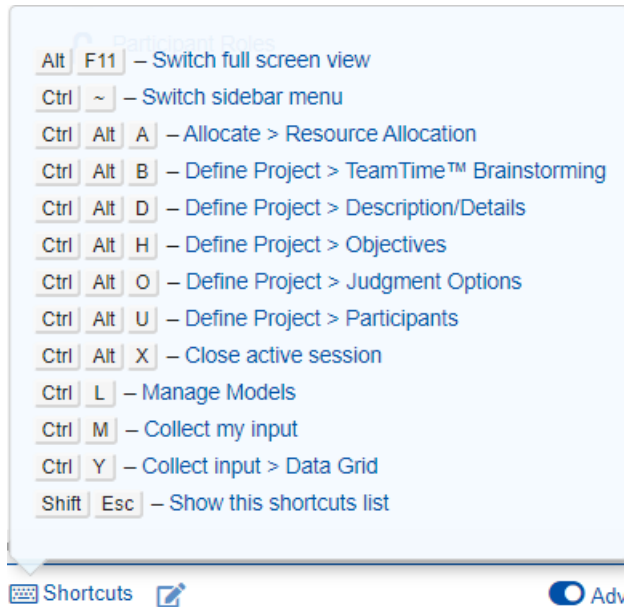 Participant Roles
Alt F11 – Switch full screen view
Ctrl ~ – Switch sidebar menu
Ctrl Alt A – Allocate > Resource Allocation
Ctrl Alt B – Define Project > TeamTime™ Brainstorming
Ctrl Alt D – Define Project > Description/Details
Ctrl Alt H – Define Project > Objectives
Ctrl Alt O – Define Project > Judgment Options
Ctrl Alt U – Define Project > Participants
Ctrl Alt X – Close active session
Ctrl L – Manage Models
Ctrl M – Collect my input
Ctrl Y – Collect input > Data Grid
Shift Esc – Show this shortcuts list
Shortcuts Adv